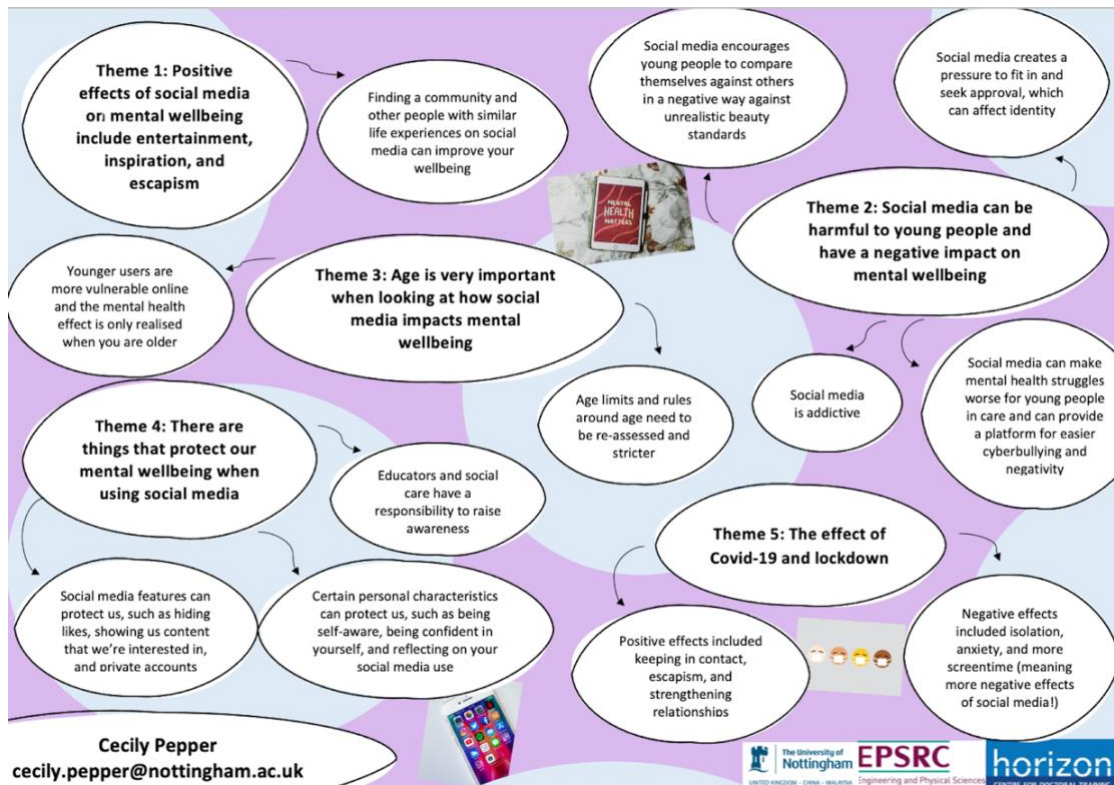 Theme 1: Positive
effects of social media
on mental wellbeing
include entertainment,
inspiration, and
escapism
Finding a community and
other people with similar
life experiences on social
media can improve your
wellbeing
Social media encourages
young people to compare
themselves against others
in a negative way against
unrealistic beauty
standards
Social media creates a
pressure to fit in and
seek approval, which
can affect identity
MENTAL
HEALTH
MATTERS
Theme 2: Social media can be
harmful to young people and
have a negative impact on
mental wellbeing
Younger users are
more vulnerable online
and the mental health
effect is only realised
when you are older
Theme 3: Age is very important
when looking at how social
media impacts mental
wellbeing
Age limits and rules
around age need to
be re-assessed and
stricter
Social media
is addictive
Social media can make
mental health struggles
worse for young people
in care and can provide
a platform for easier
cyberbullying and
negativity
Theme 4: There are
things that protect our
mental wellbeing when
using social media
Educators and social
care have a
responsibility to raise
awareness
Social media features can
protect us, such as hiding
likes, showing us content
that we're interested in,
and private accounts
Certain personal characteristics
can protect us, such as being
self-aware, being confident in
yourself, and reflecting on your
social media use
Theme 5: The effect of
Covid-19 and lockdown
Positive effects included
keeping in contact,
escapism, and
strengthening
relationships
Negative effects
included isolation,
anxiety, and more
screentime (meaning
more negative effects
of social media!)
Cecily Pepper
cecily.pepper@nottingham.ac.uk
The University of
Nottingham
UNITED KINGDOM · CHINA · MALAYSIA
EPSRC
Engineering and Physical Sciences
horizon
CENTRE FOR DOCTORAL TRAINING